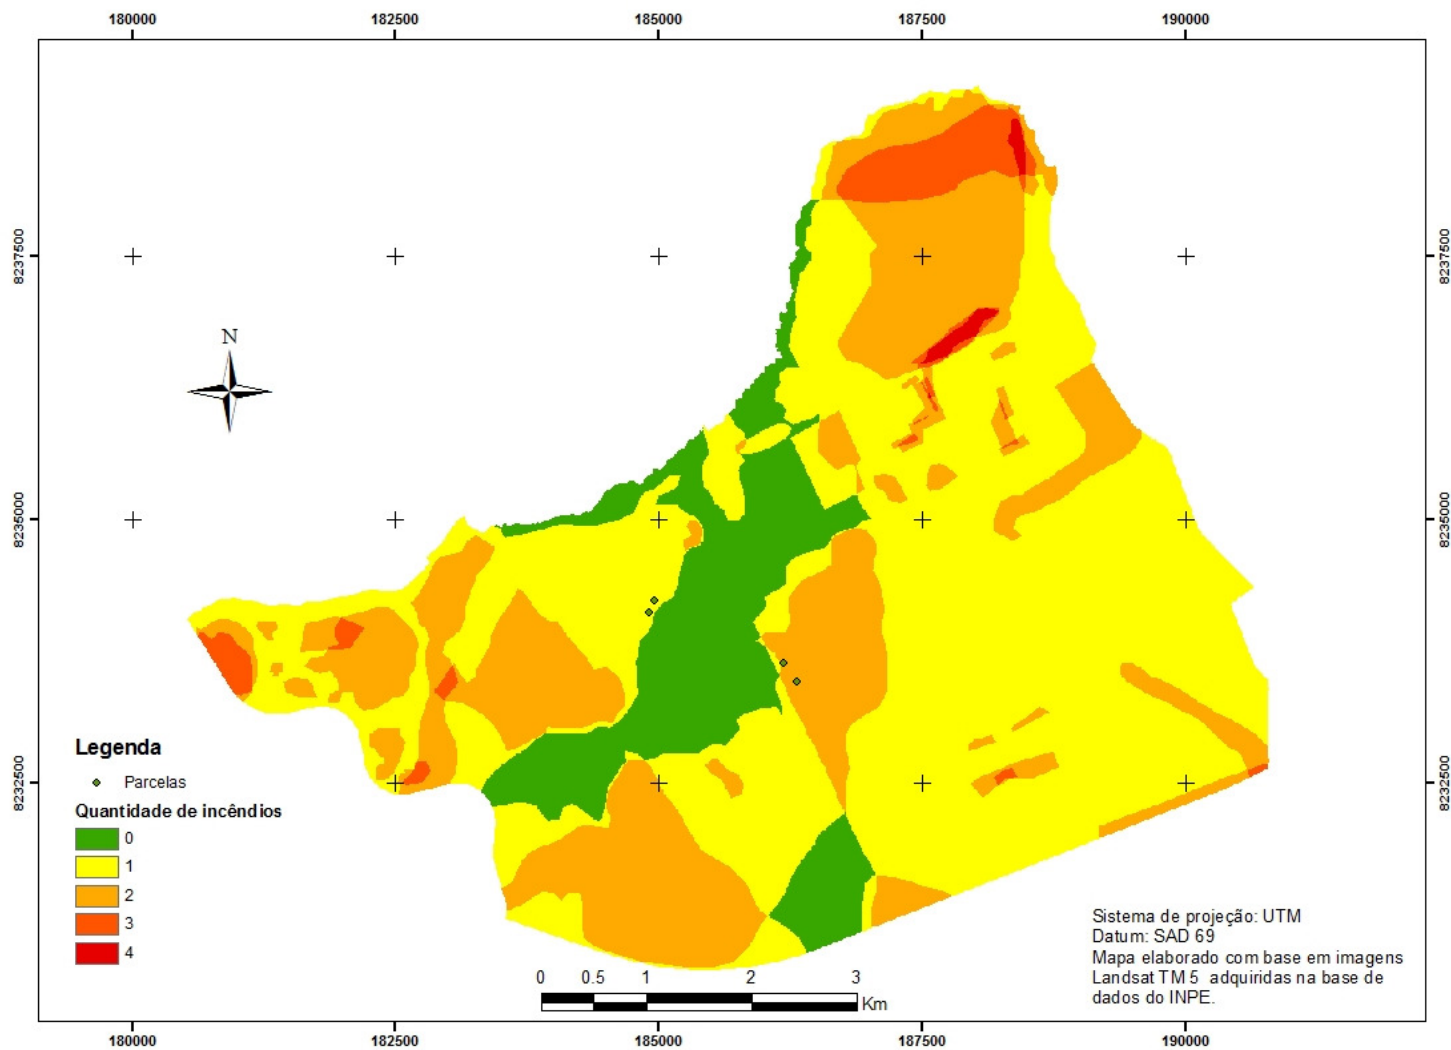 180000 182500 185000 187500 190000
8237500 8237500
N
8235000 8235000
8232500 8232500
Legenda
Parcelas
Quantidade de incêndios
0
1
2
3
4
0 0.5 1 2 3
Km
Sistema de projeção: UTM
Datum: SAD 69
Mapa elaborado com base em imagens
Landsat TM 5 adquiridas na base de
dados do INPE.
180000 182500 185000 187500 190000